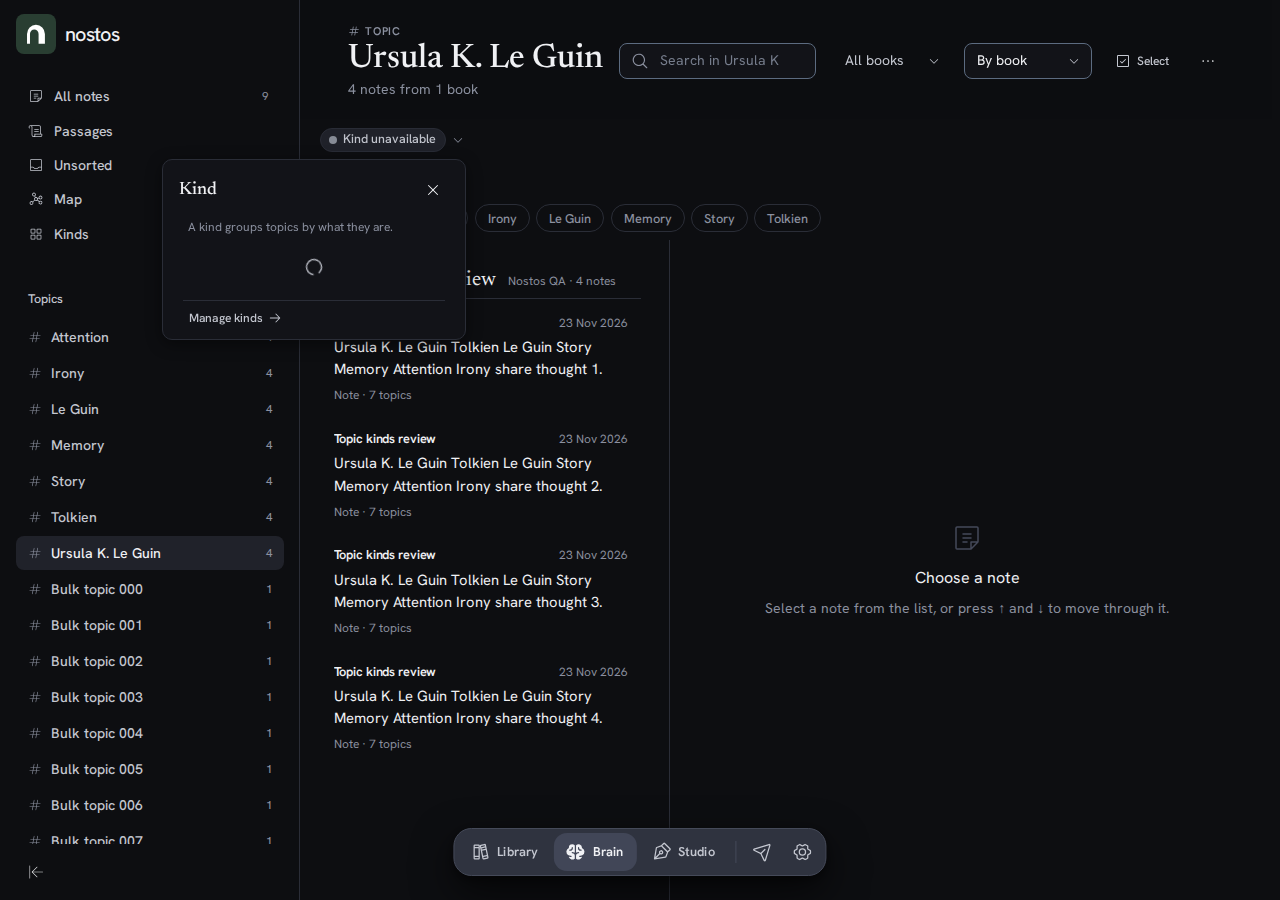 nostos
All notes 9
Passages
Unsorted
Map
Kinds
Topics
# Attention
# Irony 4
# Le Guin 4
# Memory 4
# Story 4
# Tolkien 4
# Ursula K. Le Guin 4
# Bulk topic 000 1
# Bulk topic 001 1
# Bulk topic 002 1
# Bulk topic 003 1
# Bulk topic 004 1
# Bulk topic 005 1
# Bulk topic 006 1
# Bulk topic 007 1
# TOPIC
Ursula K. Le Guin
4 notes from 1 book
Search in Ursula K
All books
By book
Select
Kind unavailable
Kind
A kind groups topics by what they are.
Manage kinds →
Irony Le Guin Memory Story Tolkien
Nostos QA · 4 notes
23 Nov 2026
Ursula K. Le Guin Tolkien Le Guin Story
Memory Attention Irony share thought 1.
Note · 7 topics
Topic kinds review 23 Nov 2026
Ursula K. Le Guin Tolkien Le Guin Story
Memory Attention Irony share thought 2.
Note · 7 topics
Topic kinds review 23 Nov 2026
Ursula K. Le Guin Tolkien Le Guin Story
Memory Attention Irony share thought 3.
Note · 7 topics
Topic kinds review 23 Nov 2026
Ursula K. Le Guin Tolkien Le Guin Story
Memory Attention Irony share thought 4.
Note · 7 topics
Choose a note
Select a note from the list, or press ↑ and ↓ to move through it.
Library
Brain
Studio